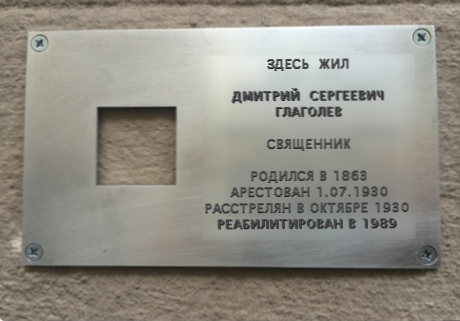 ЗДЕСЬ ЖИЛ
ДМИТРИЙ СЕРГЕЕВИЧ
ГЛАГОЛЕВ
СВЯЩЕННИК
РОДИЛСЯ В 1863
АРЕСТОВАН 1.07.1930
РАССТРЕЛЯН В ОКТЯБРЕ 1930
РЕАБИЛИТИРОВАН В 1989